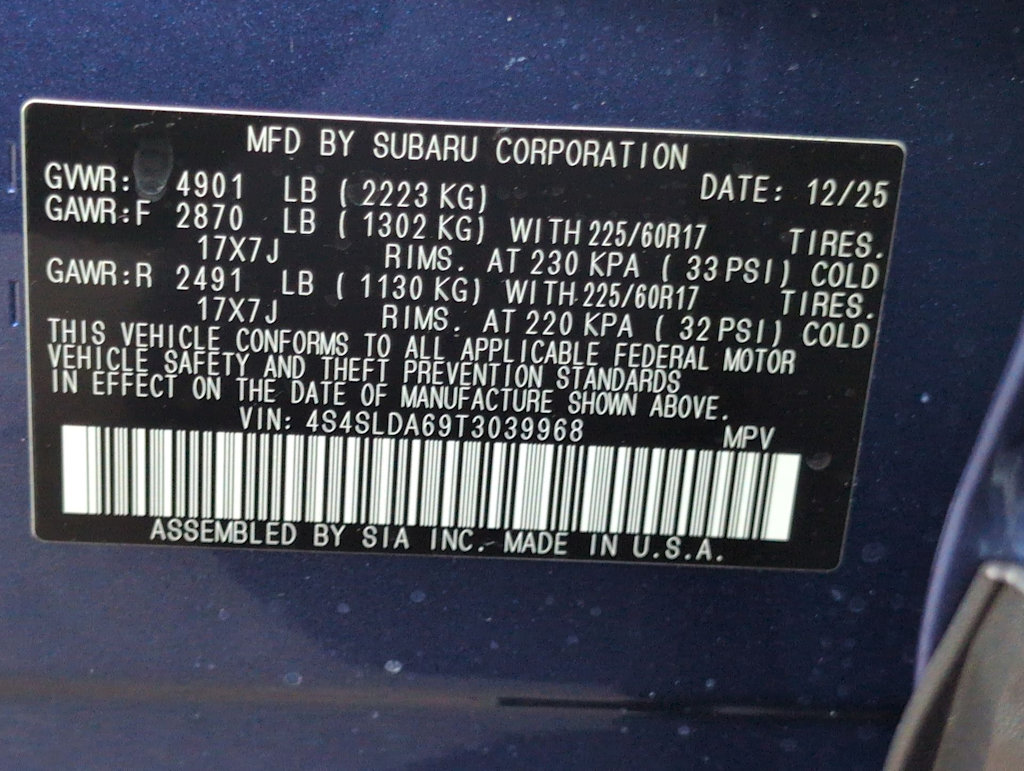 MFD BY SUBARU CORPORATION
GVWR: 4901 LB ( 2223 KG) DATE: 12/25
GAWR:F 2870 LB ( 1302 KG) WITH 225/60R17 TIRES.
17X7J RIMS. AT 230 KPA ( 33 PSI) COLD
GAWR:R 2491 LB ( 1130 KG) WITH 225/60R17 TIRES.
17X7J RIMS. AT 220 KPA ( 32 PSI) COLD
THIS VEHICLE CONFORMS TO ALL APPLICABLE FEDERAL MOTOR
VEHICLE SAFETY AND THEFT PREVENTION STANDARDS
IN EFFECT ON THE DATE OF MANUFACTURE SHOWN ABOVE.
VIN: 4S4SLDA69T3039968 MPV
ASSEMBLED BY SIA INC. MADE IN U.S.A.